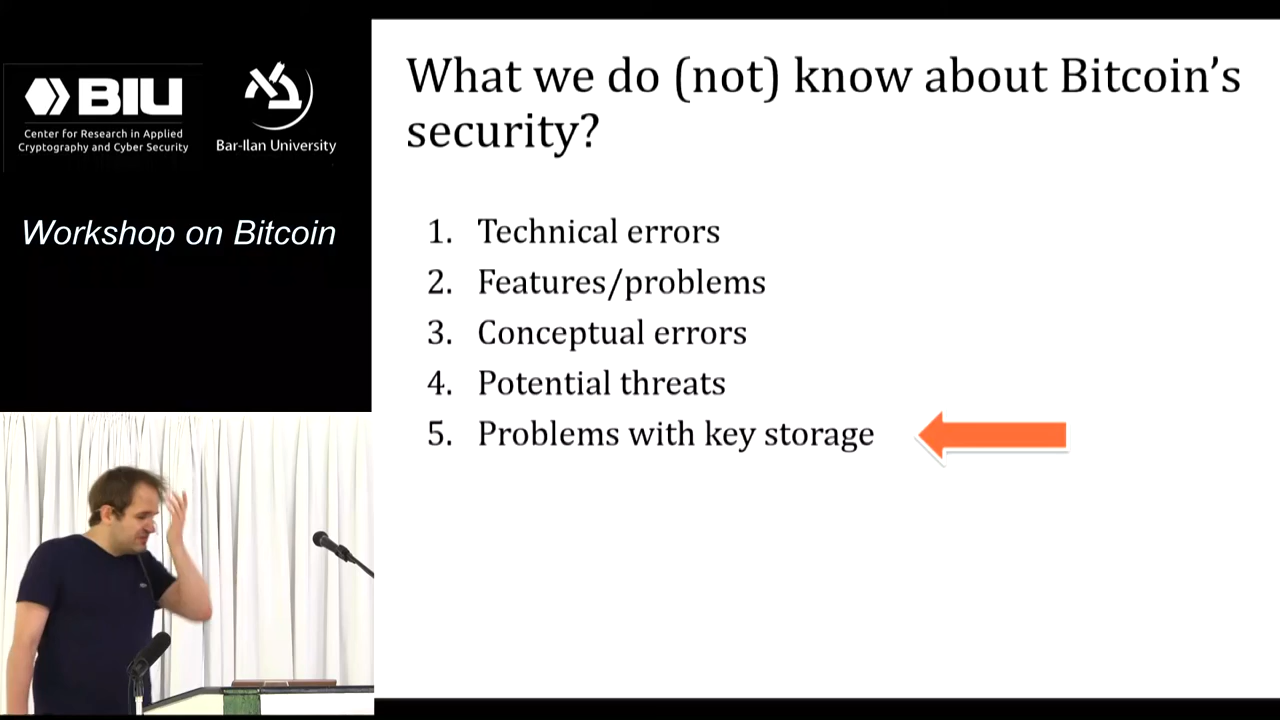 BIU
Center for Research in Applied
Cryptography and Cyber Security
Bar-Ilan University
Workshop on Bitcoin
What we do (not) know about Bitcoin’s
security?
1. Technical errors
2. Features/problems
3. Conceptual errors
4. Potential threats
5. Problems with key storage